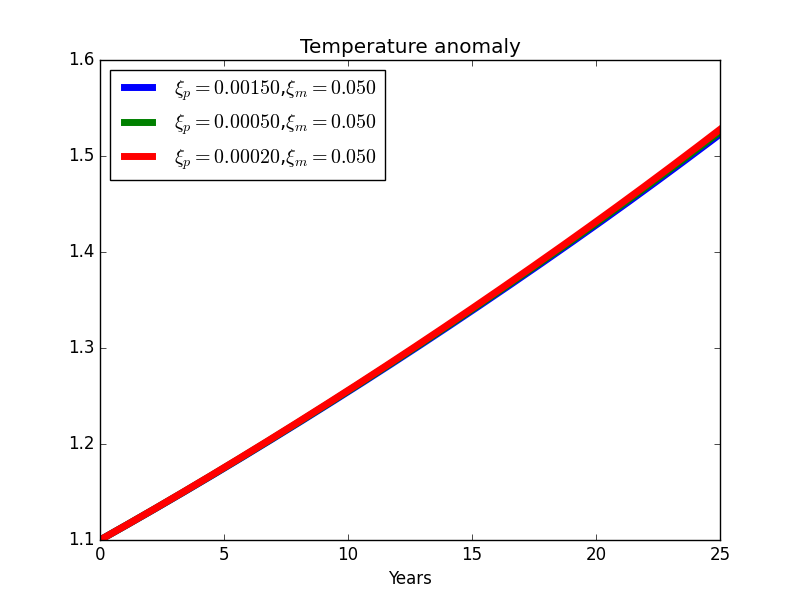 Temperature anomaly
1.6
ξₚ = 0.00150,ξₘ = 0.050
ξₚ = 0.00050,ξₘ = 0.050
ξₚ = 0.00020,ξₘ = 0.050
1.5
1.4
1.3
1.2
1.1
0 5 10 15 20 25
Years